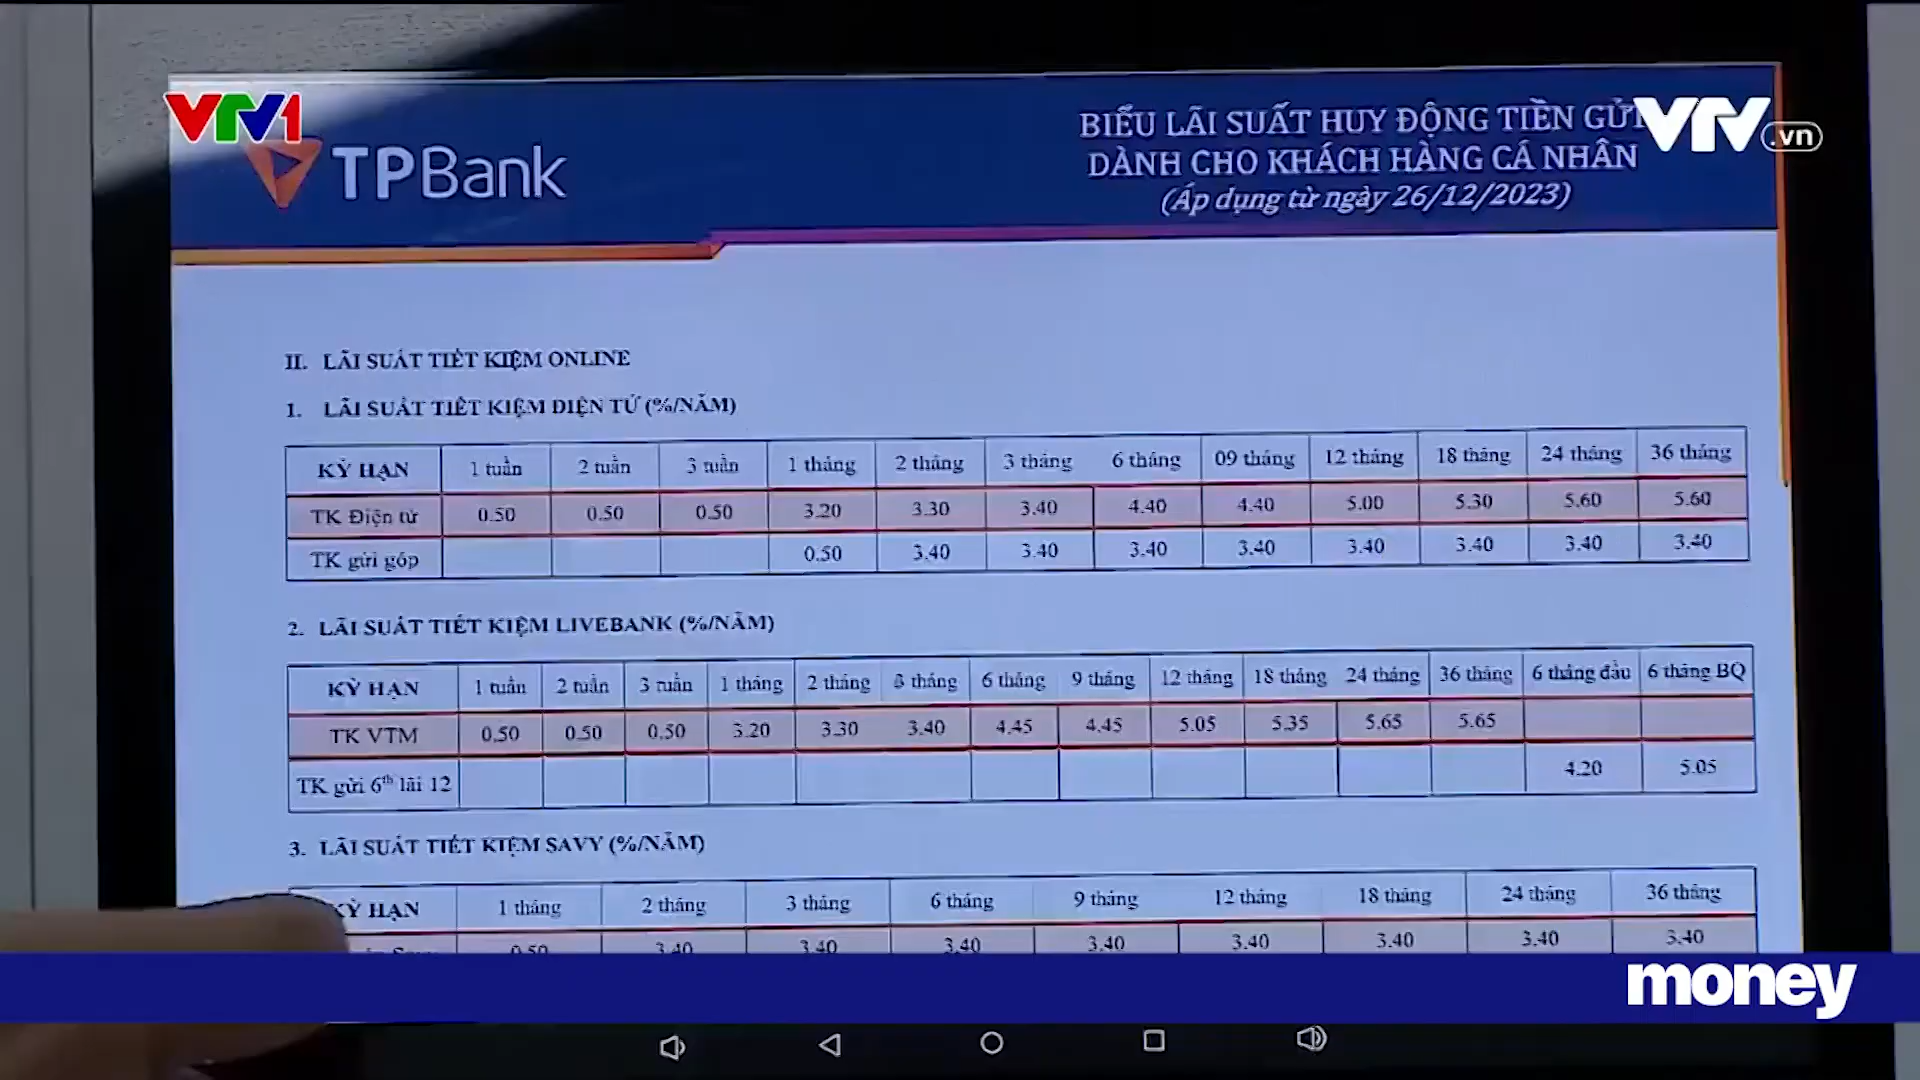 VTV1
VTV.vn
TPBank
BIỂU LÃI SUẤT HUY ĐỘNG TIỀN GỬI
DÀNH CHO KHÁCH HÀNG CÁ NHÂN
(Áp dụng từ ngày 26/12/2023)
II. LÃI SUẤT TIẾT KIỆM ONLINE
1. LÃI SUẤT TIẾT KIỆM ĐIỆN TỬ (%/NĂM)
KỲ HẠN 1 tuần 2 tuần 3 tuần 1 tháng 2 tháng 3 tháng 6 tháng 09 tháng 12 tháng 18 tháng 24 tháng 36 tháng
TK Điện tử 0.50 0.50 0.50 3.20 3.30 3.40 4.40 4.40 5.00 5.30 5.60 5.60
TK gửi góp 0.50 3.40 3.40 3.40 3.40 3.40 3.40 3.40 3.40
2. LÃI SUẤT TIẾT KIỆM LIVEBANK (%/NĂM)
KỲ HẠN 1 tuần 2 tuần 3 tuần 1 tháng 2 tháng 3 tháng 6 tháng 9 tháng 12 tháng 18 tháng 24 tháng 36 tháng 6 tháng đầu 6 tháng BQ
TK VTM 0.50 0.50 0.50 3.20 3.30 3.40 4.45 4.45 5.05 5.35 5.65 5.65
TK gửi 6th lãi 12 4.20 5.05
3. LÃI SUẤT TIẾT KIỆM SAVY (%/NĂM)
KỲ HẠN 1 tháng 2 tháng 3 tháng 6 tháng 9 tháng 12 tháng 18 tháng 24 tháng 36 tháng
0.50 3.40 3.40 3.40 3.40 3.40 3.40 3.40 3.40
money